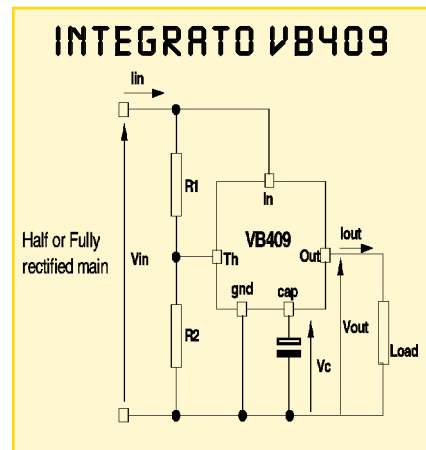 INTEGRATO VB409
Iin
R1
In
VB409
Iout
Half or Fully
rectified main
Vin
Th
Out
gnd
cap
R2
Vout
Load
Vc